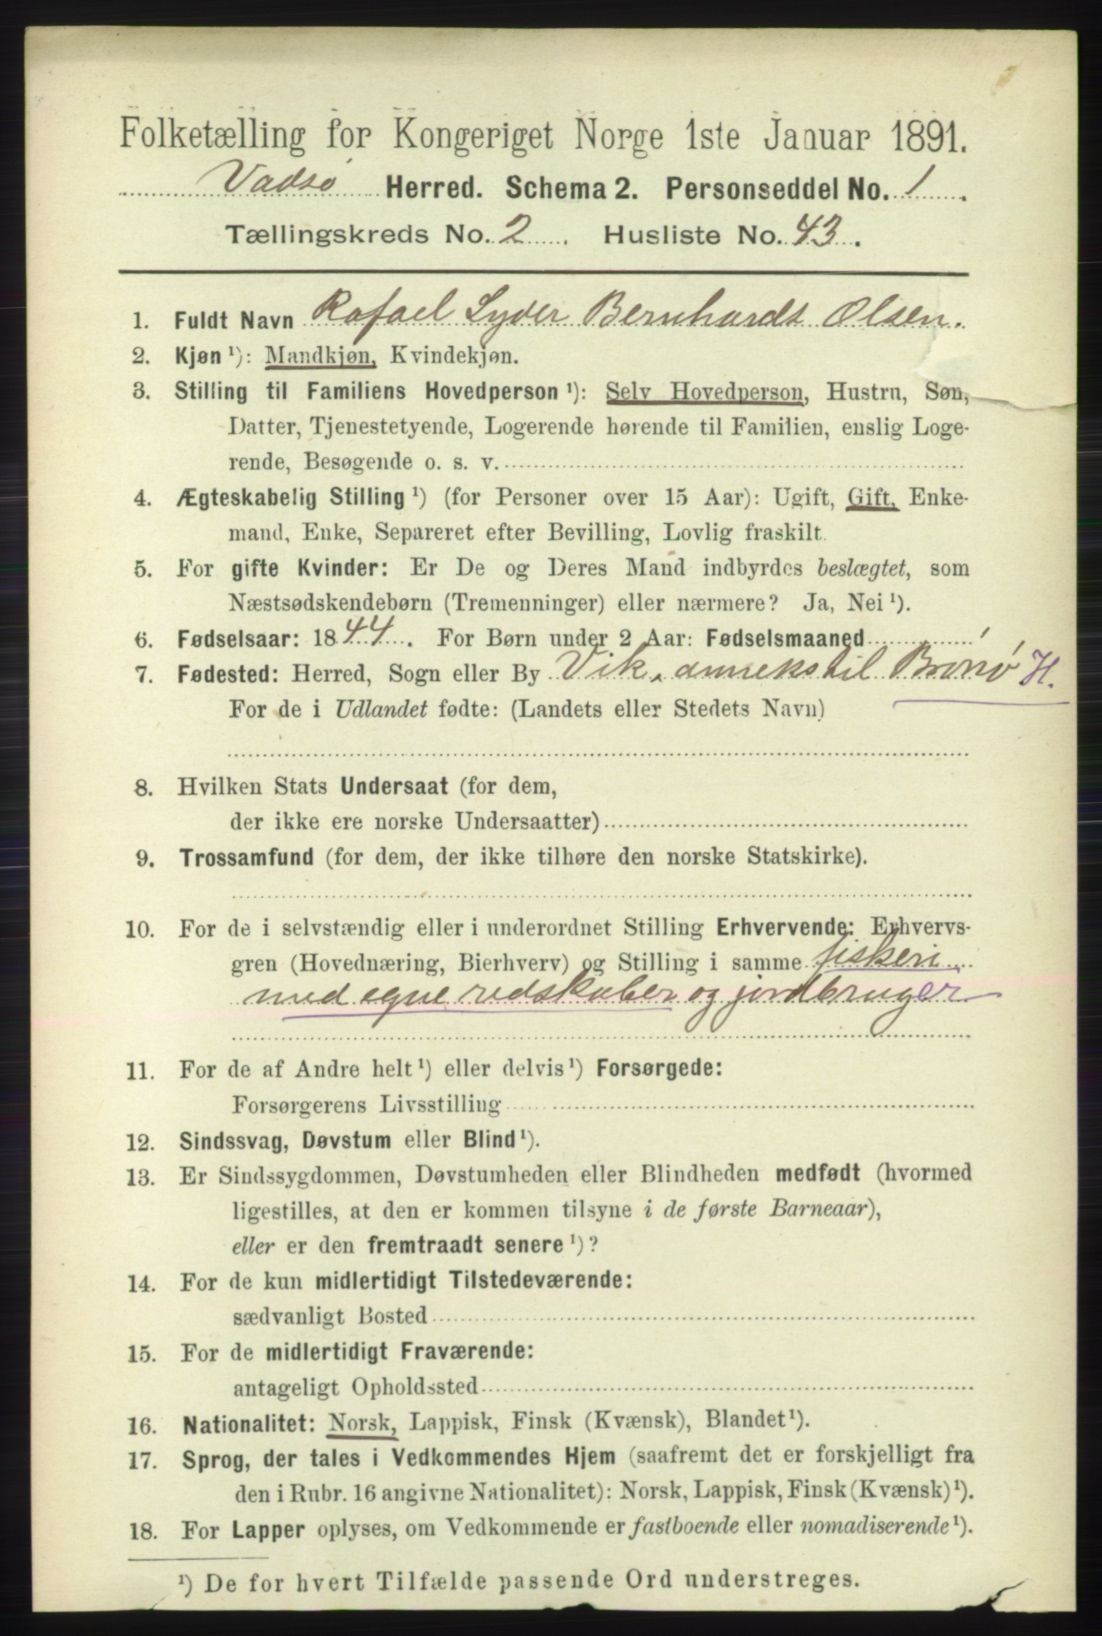 Folketælling for Kongeriget Norge 1ste Januar 1891.
Vadsø Herred. Schema 2. Personseddel No. 1.
Tællingskreds No. 2. Husliste No. 43.
1. Fuldt Navn Rafael Syder Bernhards Olsen.
2. Kjøn ¹): Mandkjøn, Kvindekjøn.
3. Stilling til Familiens Hovedperson ¹): Selv Hovedperson, Hustru, Søn,
Datter, Tjenestetyende, Logerende hørende til Familien, enslig Loge-
rende, Besøgende o. s. v.
4. Ægteskabelig Stilling ¹) (for Personer over 15 Aar): Ugift, Gift, Enke-
mand, Enke, Separeret efter Bevilling, Lovlig fraskilt.
5. For gifte Kvinder: Er De og Deres Mand indbyrdes beslægtet, som
Næstsødskendebørn (Tremenninger) eller nærmere? Ja, Nei ¹).
6. Fødselsaar: 1844. For Børn under 2 Aar: Fødselsmaaned
7. Fødested: Herred, Sogn eller By Vik, anneks til Brønø H.
For de i Udlandet fødte: (Landets eller Stedets Navn)
8. Hvilken Stats Undersaat (for dem,
der ikke ere norske Undersaatter)
9. Trossamfund (for dem, der ikke tilhøre den norske Statskirke).
10. For de i selvstændig eller i underordnet Stilling Erhvervende: Erhvervs-
gren (Hovednæring, Bierhverv) og Stilling i samme fiskeri
med egne redskaber og jordbruger
11. For de af Andre helt ¹) eller delvis ¹) Forsørgede:
Forsørgerens Livsstilling
12. Sindssvag, Døvstum eller Blind ¹).
13. Er Sindssygdommen, Døvstumheden eller Blindheden medfødt (hvormed
ligestilles, at den er kommen tilsyne i de første Barneaar),
eller er den fremtraadt senere ¹)?
14. For de kun midlertidigt Tilstedeværende:
sædvanligt Bosted
15. For de midlertidigt Fraværende:
antageligt Opholdssted
16. Nationalitet: Norsk, Lappisk, Finsk (Kvænsk), Blandet ¹).
17. Sprog, der tales i Vedkommendes Hjem (saafremt det er forskjelligt fra
den i Rubr. 16 angivne Nationalitet): Norsk, Lappisk, Finsk (Kvænsk) ¹).
18. For Lapper oplyses, om Vedkommende er fastboende eller nomadiserende ¹).
¹) De for hvert Tilfælde passende Ord understreges.